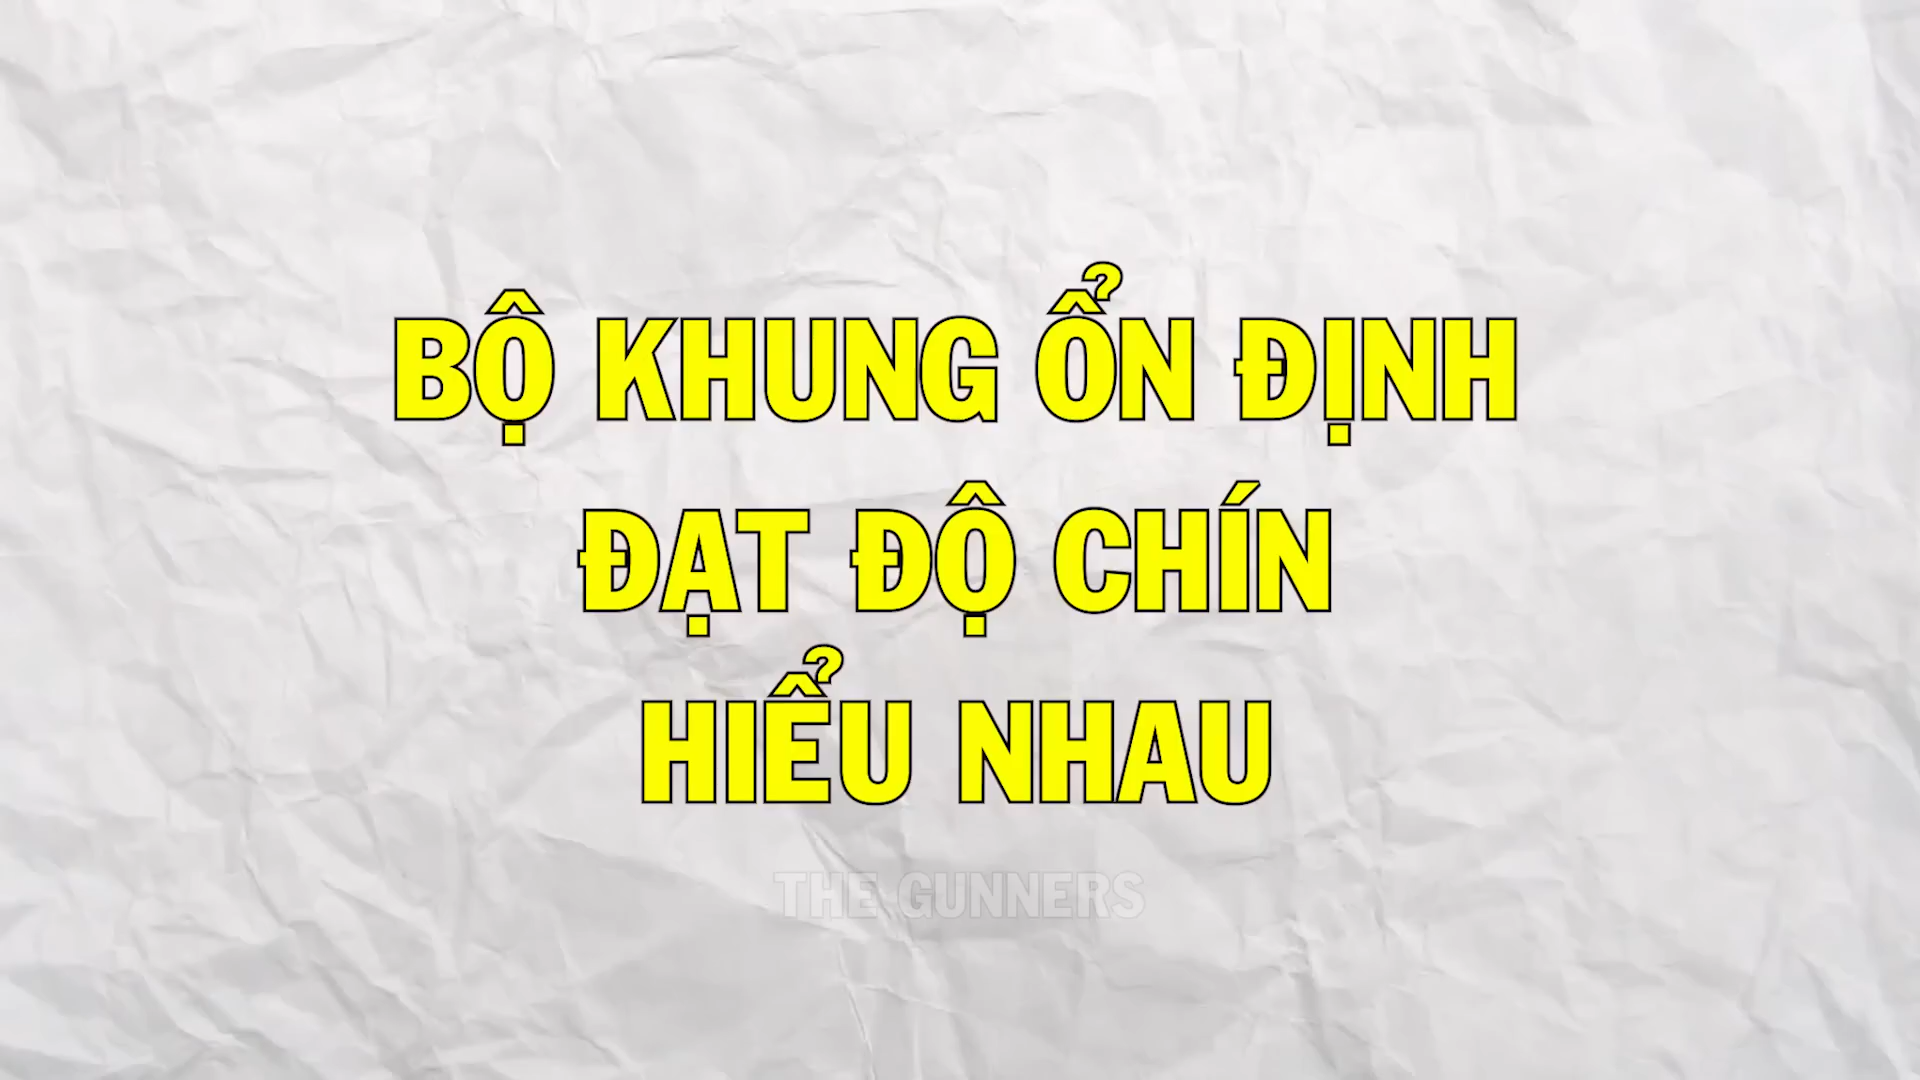 BỘ KHUNG ỔN ĐỊNH
ĐẠT ĐỘ CHÍN
HIỂU NHAU
THE GUNNERS